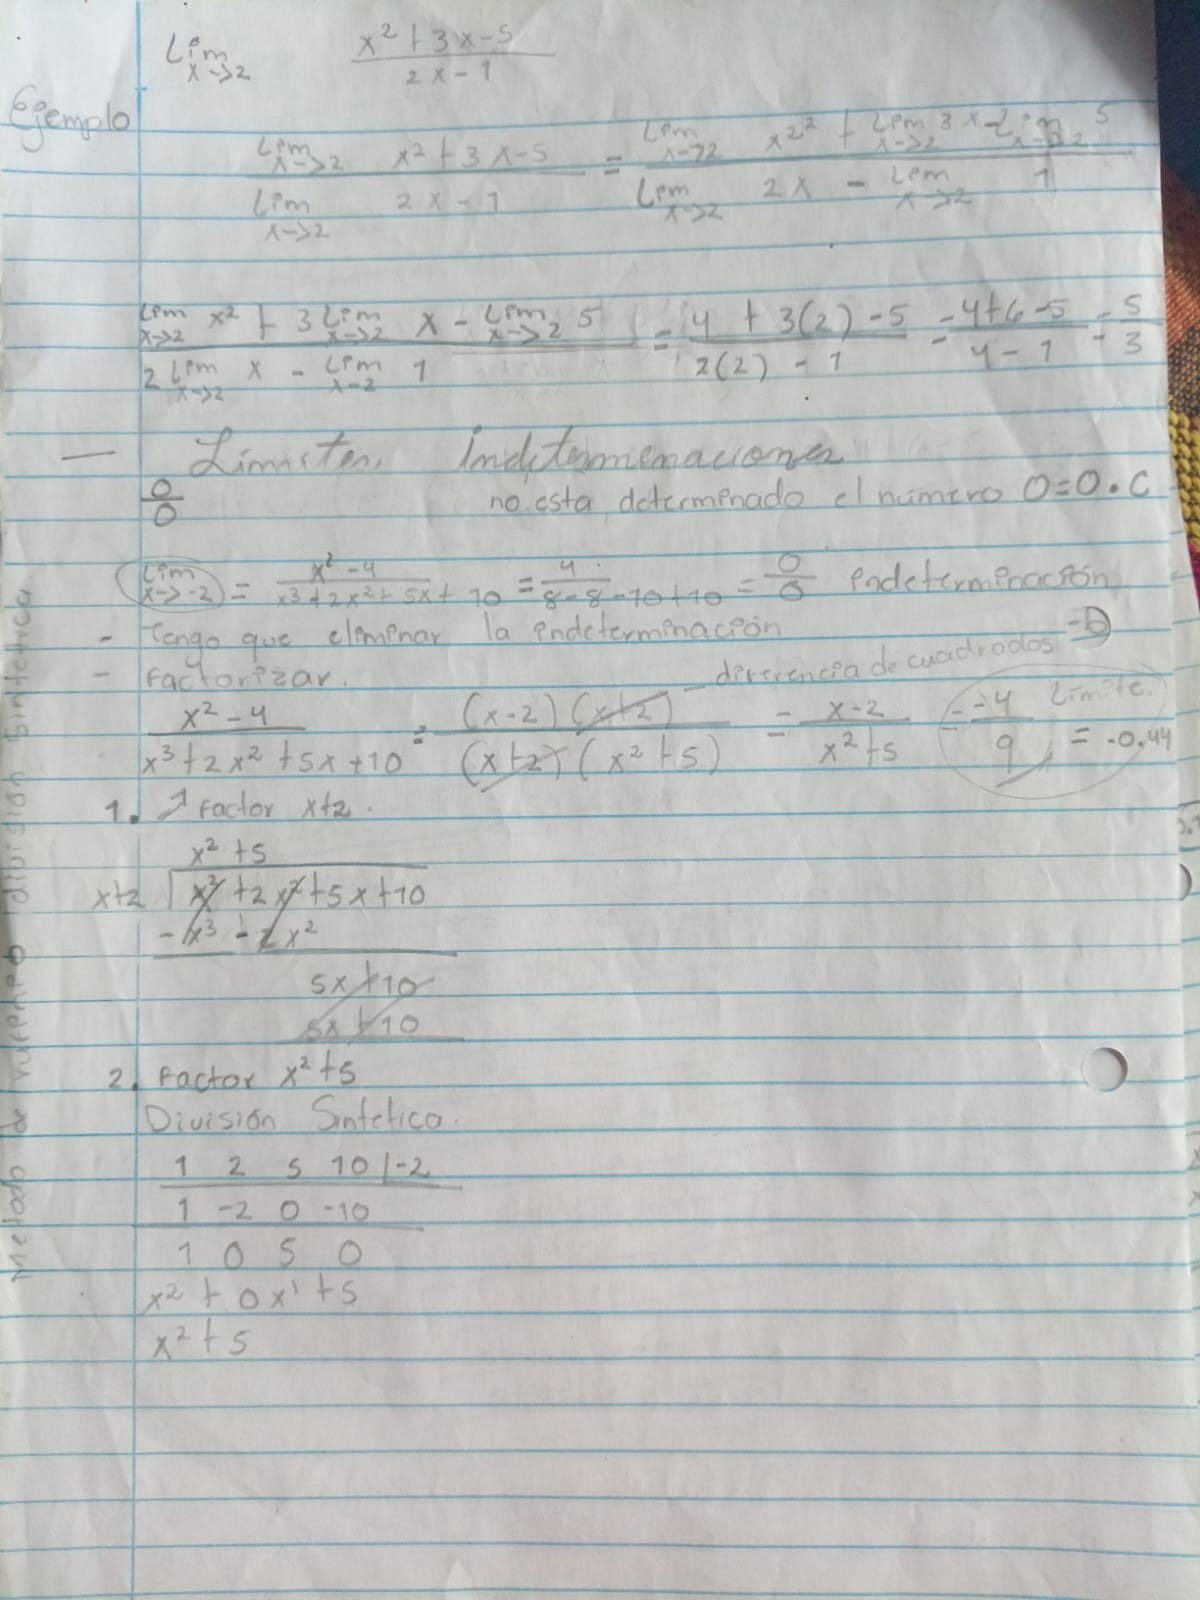 Lim x->2 x² + 3x - 5 / 2x - 1
Ejemplo
Lim x->2 x² + 3x - 5 / Lim x->2 2x - 1 = Lim x->2 x² ² + Lim x->2 3x - Lim x->2 5 / Lim x->2 2x - Lim x->2 1
Lim x->2 x² + 3 Lim x->2 x - Lim x->2 5 / 2 Lim x->2 x - Lim x-2 1 = 4 + 3(2) - 5 / 2(2) - 1 = 4+6-5 / 4-1 = 5 / 3
— Límites, Indeterminaciones
0/0 no esta determinado el número 0=0.C
Lim x->-2 = x² - 4 / x³+2x²+5x+10 = 4 / 8-8-10+10 = 0/0 indeterminación
- Tengo que eliminar la indeterminación
- Factorizar. diferencia de cuadrados
x² - 4 / x³+2x²+5x+10 = (x-2)(x+2) / (x+2)(x²+5) = x-2 / x²+5 = -4 / 9 = -0,44 Límite.
1. Factor x+2.
x² +5
x+2 x³ +2x²+5x+10
-x³ -2x²
5x+10
5x+10
2. Factor x²+5
División Sintetica.
1 2 5 10 |-2
1 -2 0 -10
1 0 5 0
x² + 0x¹ +5
x² + 5
Metodo de división Sintetica